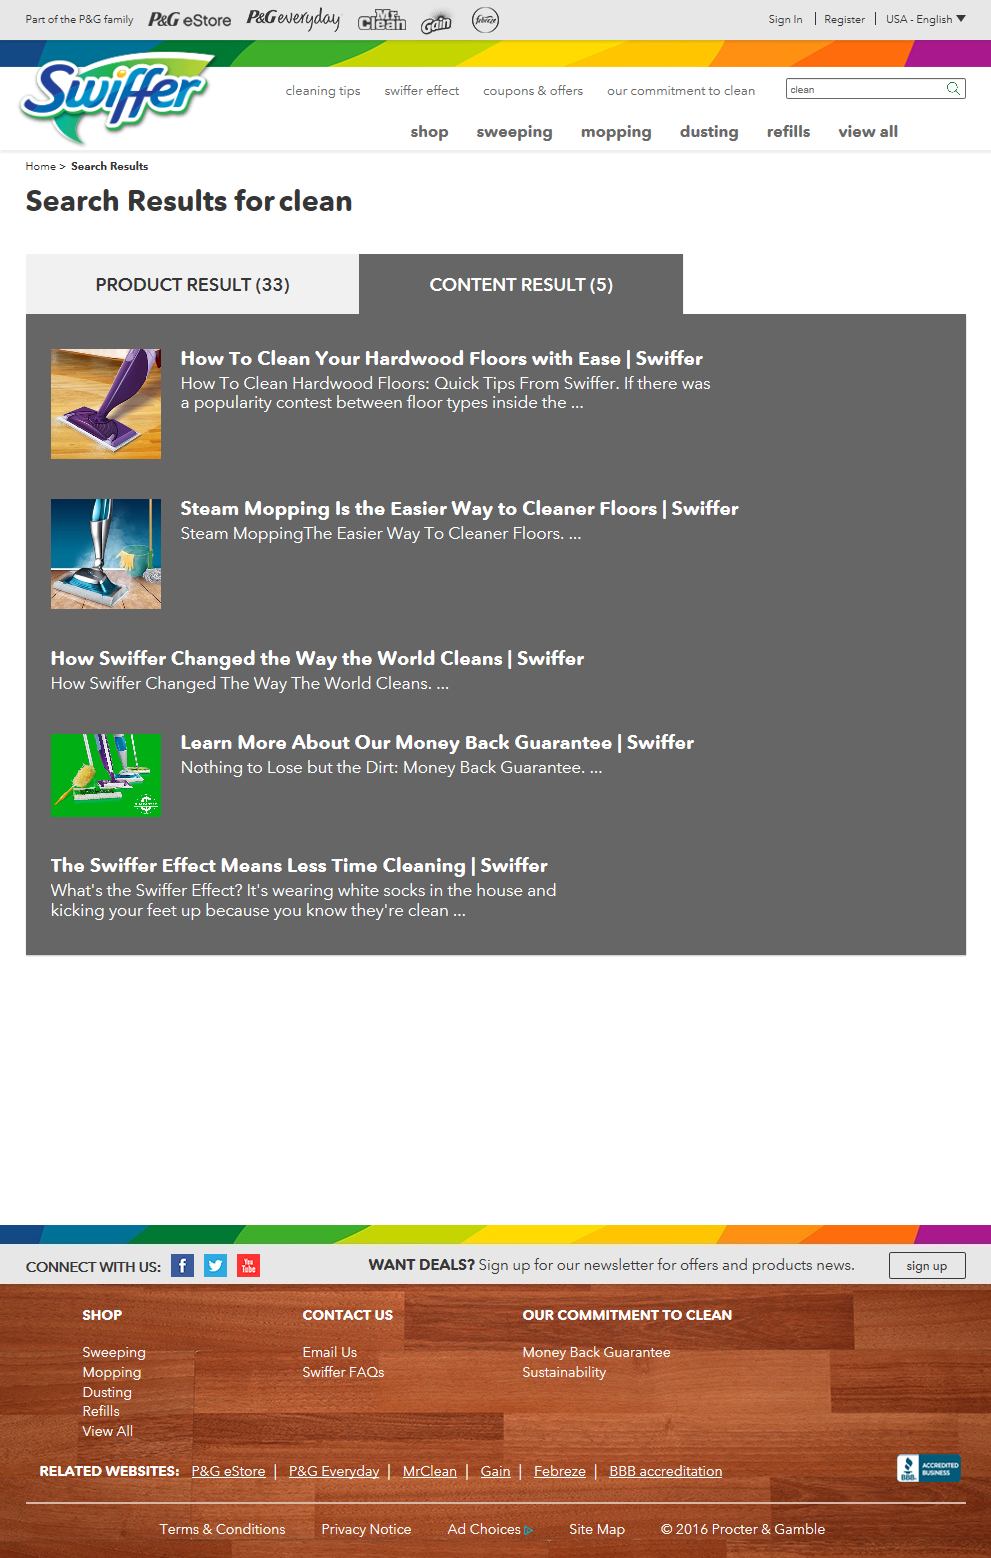 Part of the P&G family P&G eStore P&G everyday Mr. Clean Gain febreze Sign In | Register | USA - English
Swiffer
cleaning tips swiffer effect coupons & offers our commitment to clean clean
shop sweeping mopping dusting refills view all
Home > Search Results
Search Results for clean
PRODUCT RESULT (33) CONTENT RESULT (5)
How To Clean Your Hardwood Floors with Ease | Swiffer
How To Clean Hardwood Floors: Quick Tips From Swiffer. If there was
a popularity contest between floor types inside the ...
Steam Mopping Is the Easier Way to Cleaner Floors | Swiffer
Steam MoppingThe Easier Way To Cleaner Floors. ...
How Swiffer Changed the Way the World Cleans | Swiffer
How Swiffer Changed The Way The World Cleans. ...
Learn More About Our Money Back Guarantee | Swiffer
Nothing to Lose but the Dirt: Money Back Guarantee. ...
The Swiffer Effect Means Less Time Cleaning | Swiffer
What's the Swiffer Effect? It's wearing white socks in the house and
kicking your feet up because you know they're clean ...
CONNECT WITH US: f You Tube WANT DEALS? Sign up for our newsletter for offers and products news. sign up
SHOP CONTACT US OUR COMMITMENT TO CLEAN
Sweeping Email Us Money Back Guarantee
Mopping Swiffer FAQs Sustainability
Dusting
Refills
View All
RELATED WEBSITES: P&G eStore | P&G Everyday | MrClean | Gain | Febreze | BBB accreditation
BBB. ACCREDITED BUSINESS
Terms & Conditions Privacy Notice Ad Choices Site Map © 2016 Procter & Gamble